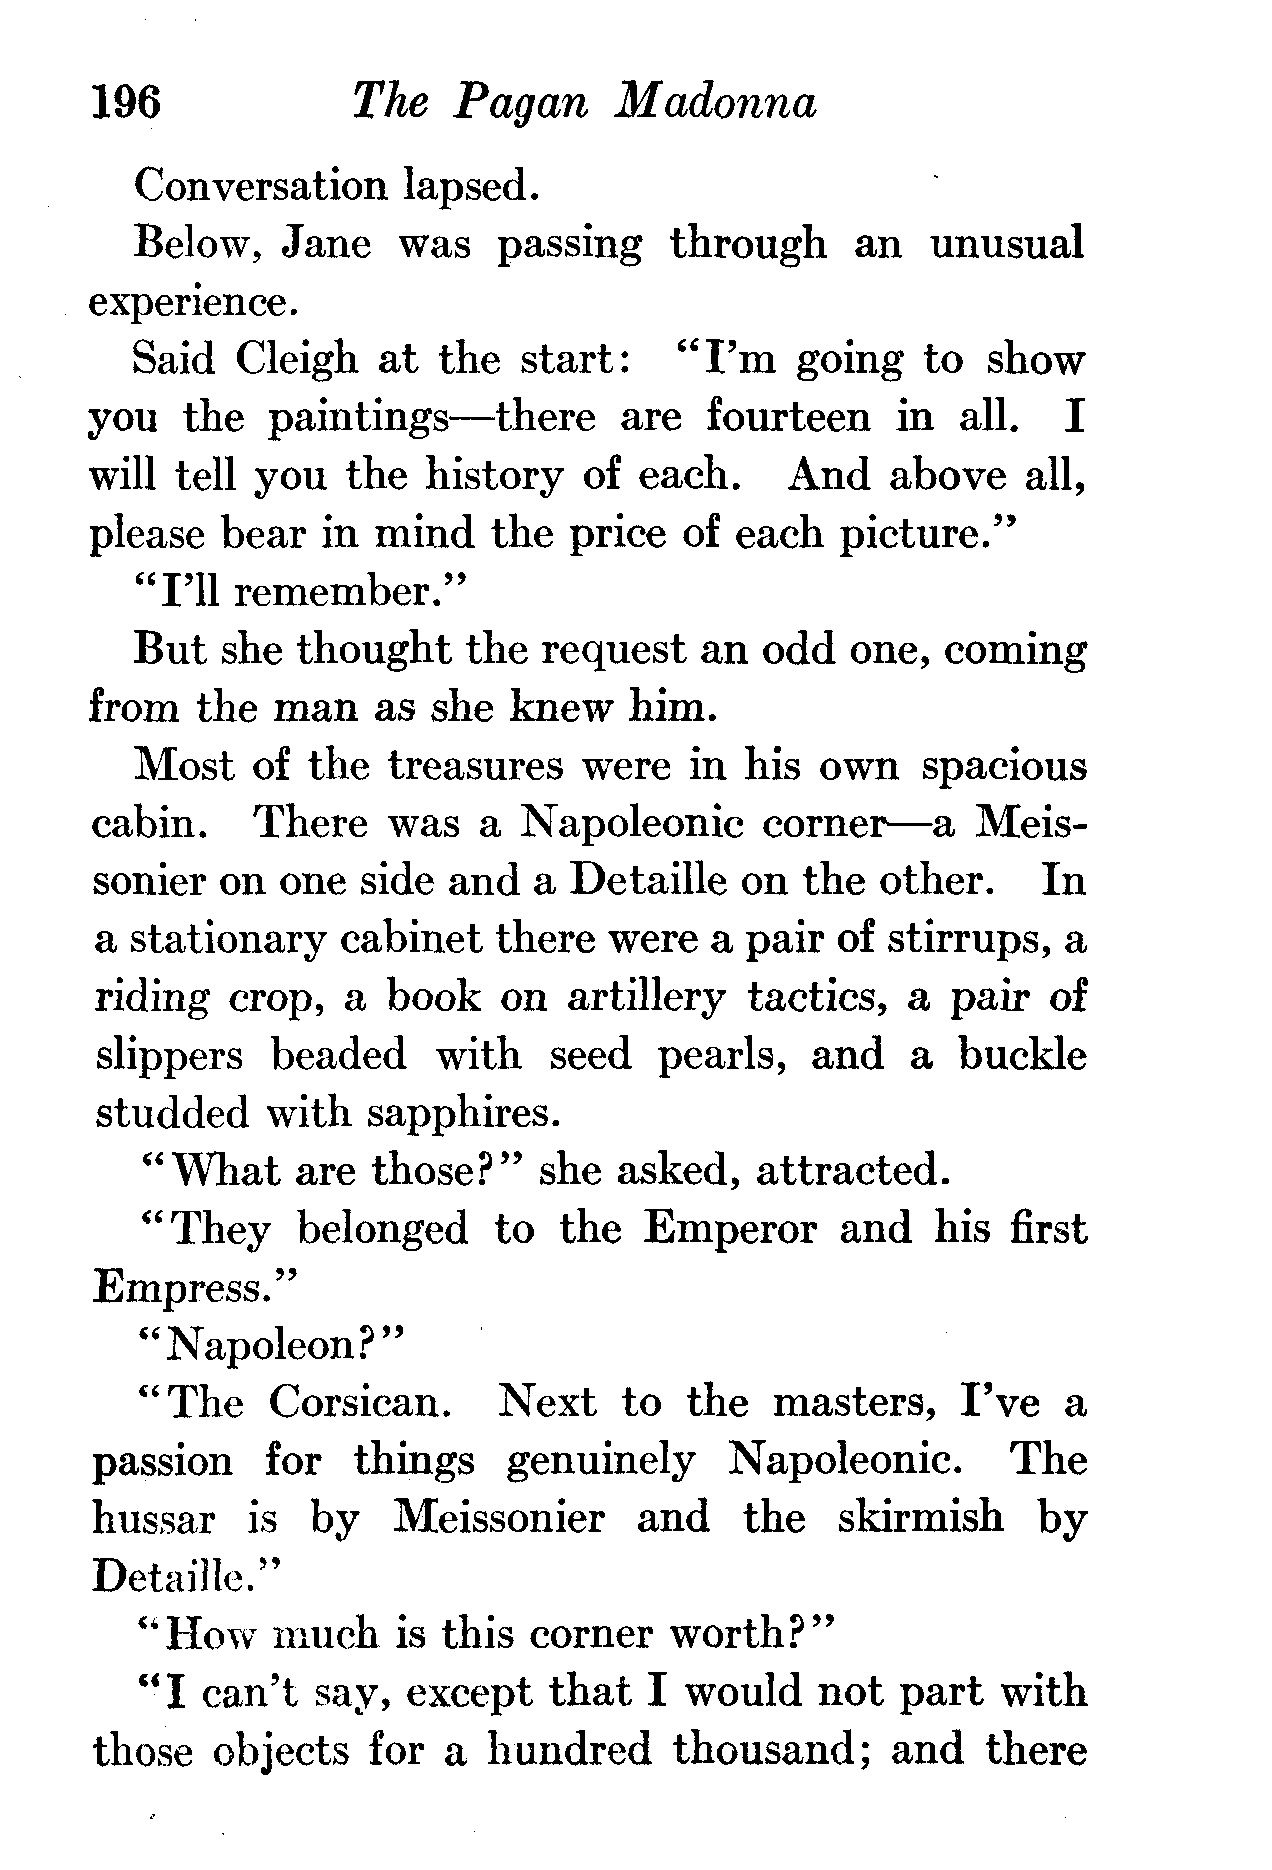 196 The Pagan Madonna
Conversation lapsed.
Below, Jane was passing through an unusual
experience.
Said Cleigh at the start: “I’m going to show
you the paintings—there are fourteen in all. I
will tell you the history of each. And above all,
please bear in mind the price of each picture.”
“I’ll remember.”
But she thought the request an odd one, coming
from the man as she knew him.
Most of the treasures were in his own spacious
cabin. There was a Napoleonic corner—a Meis-
sonier on one side and a Detaille on the other. In
a stationary cabinet there were a pair of stirrups, a
riding crop, a book on artillery tactics, a pair of
slippers beaded with seed pearls, and a buckle
studded with sapphires.
“What are those?” she asked, attracted.
“They belonged to the Emperor and his first
Empress.”
“Napoleon?”
“The Corsican. Next to the masters, I’ve a
passion for things genuinely Napoleonic. The
hussar is by Meissonier and the skirmish by
Detaille.”
“How much is this corner worth?”
“I can’t say, except that I would not part with
those objects for a hundred thousand; and there